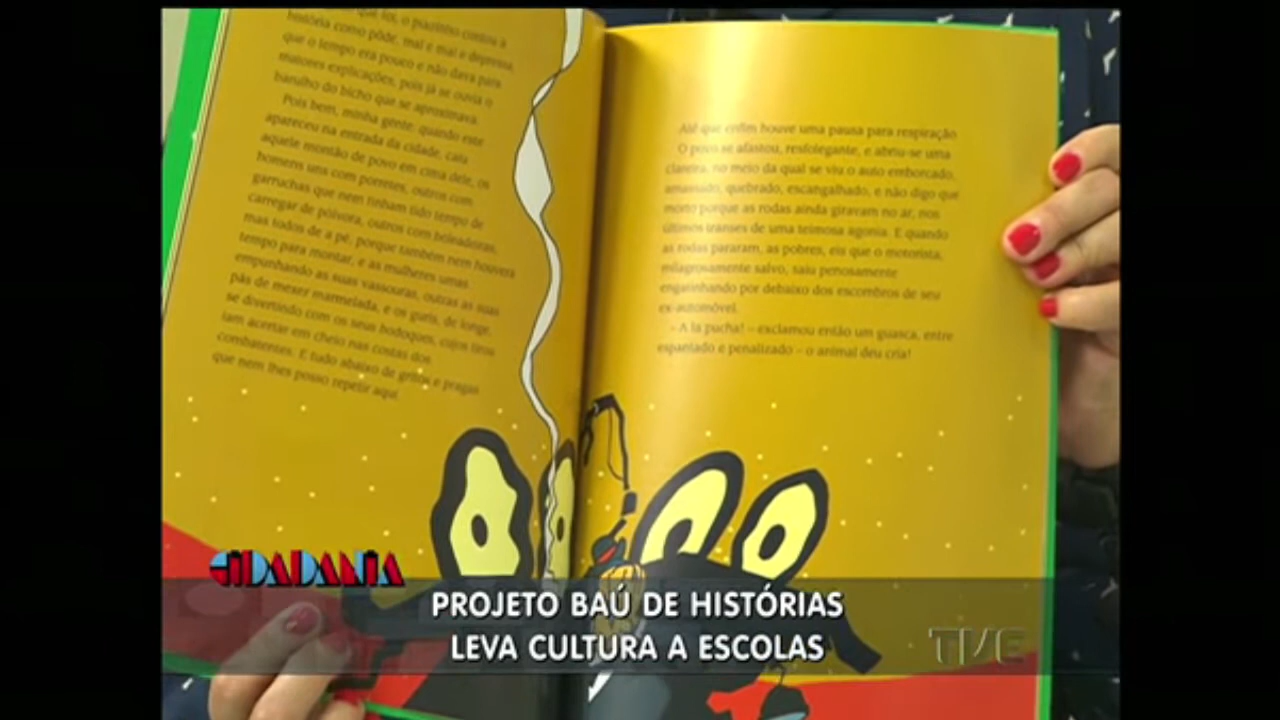 que foi, o piazinho contou a
história como pôde, mal e mal e depressa,
que o tempo era pouco e não dava para
maiores explicações, pois já se ouvia o
barulho do bicho que se aproximava.
Pois bem, minha gente: quando este
apareceu na entrada da cidade, caiu
aquele montão de povo em cima dele, os
homens uns com porretes, outros com
garruchas que nem tinham tido tempo de
carregar de pólvora, outros com boleadeiras,
mas todos de a pé, porque também nem houvera
tempo para montar, e as mulheres umas
empunhando as suas vassouras, outras as suas
pás de mexer marmelada, e os guris, de longe,
se divertindo com os seus bodoques, cujos tiros
iam acertar em cheio nas costas dos
combatentes. E tudo abaixo de gritos e pragas
que nem lhes posso repetir aqui.
Até que enfim houve uma pausa para respiração
O povo se afastou, resfolegante, e abriu-se uma
clareira, no meio da qual se viu o auto emborcado,
amassado, quebrado, escangalhado, e não digo que
morto porque as rodas ainda giravam no ar, nos
últimos transes de uma teimosa agonia. E quando
as rodas pararam, as pobres, eis que o motorista,
milagrosamente salvo, saiu penosamente
engatinhando por debaixo dos escombros de seu
ex-automóvel.
– A la pucha! – exclamou então um guasca, entre
espantado e penalizado – o animal deu cria!
CIDADANIA
PROJETO BAÚ DE HISTÓRIAS
LEVA CULTURA A ESCOLAS
TVE